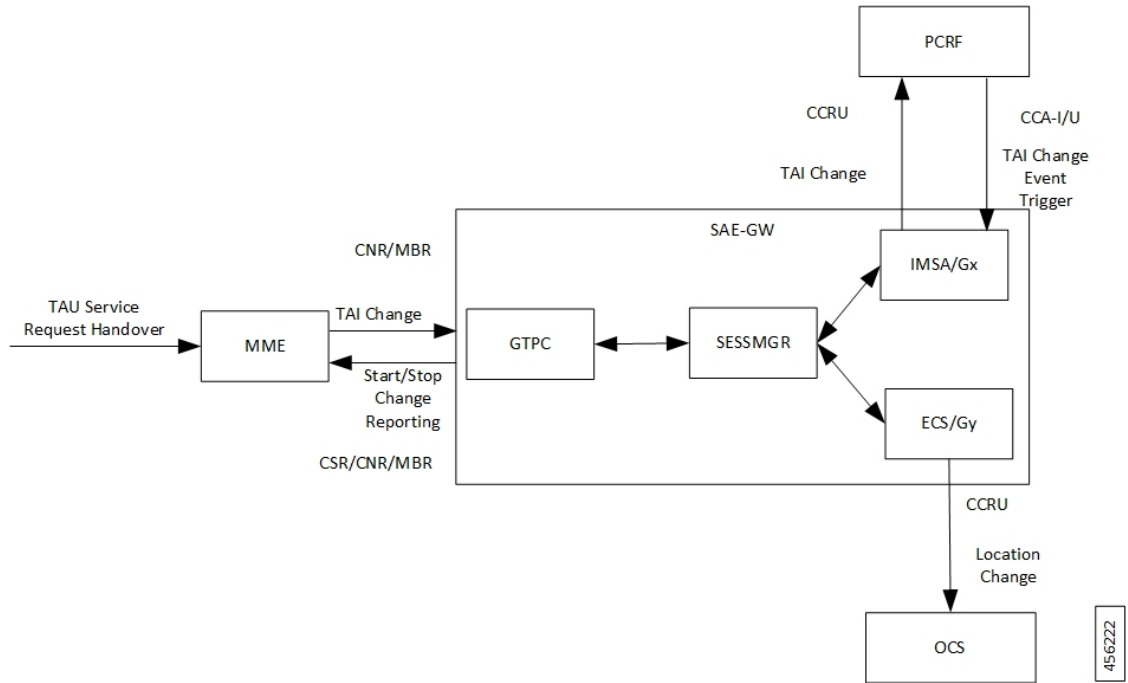 PCRF
CCRU
CCA-I/U
TAI Change
TAI Change
Event
Trigger
SAE-GW
CNR/MBR
IMSA/Gx
TAU Service
Request Handover
TAI Change
MME
GTPC
SESSMGR
Start/Stop
Change
Reporting
ECS/Gy
CSR/CNR/MBR
CCRU
Location
Change
OCS
456222